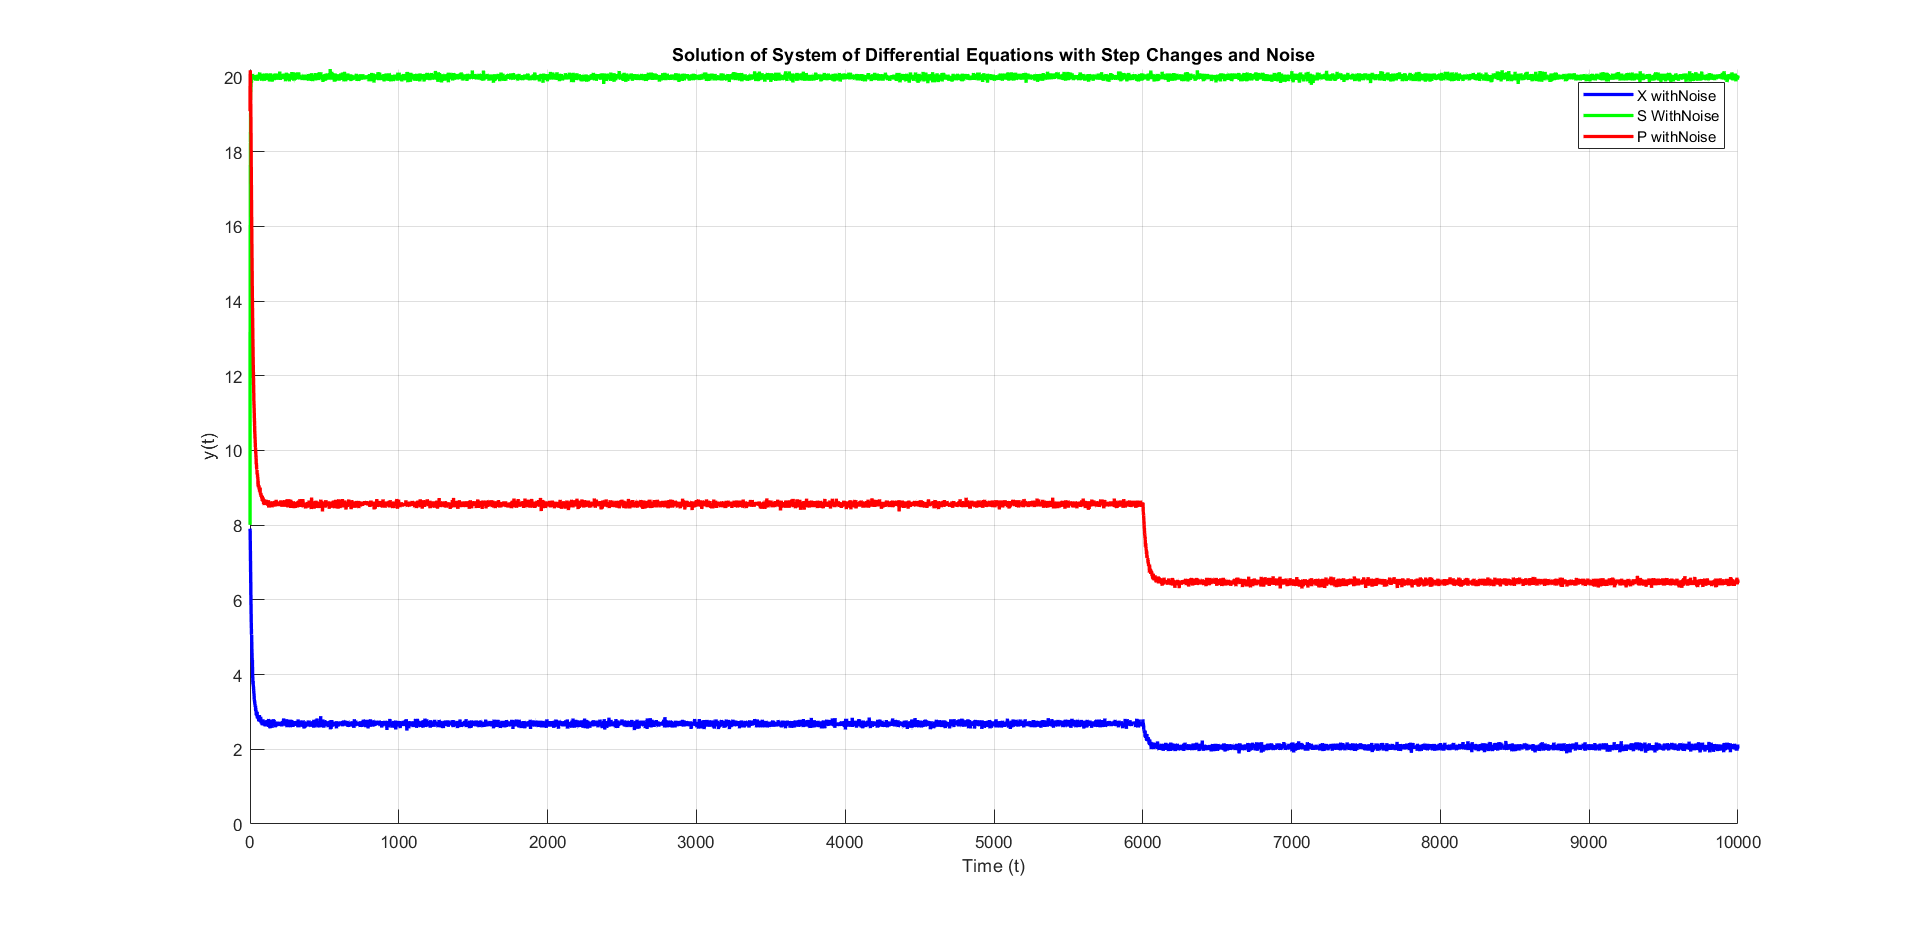 Solution of System of Differential Equations with Step Changes and Noise
X withNoise
S WithNoise
P withNoise
y(t)
20
18
16
14
12
10
8
6
4
2
0
0 1000 2000 3000 4000 5000 6000 7000 8000 9000 10000
Time (t)